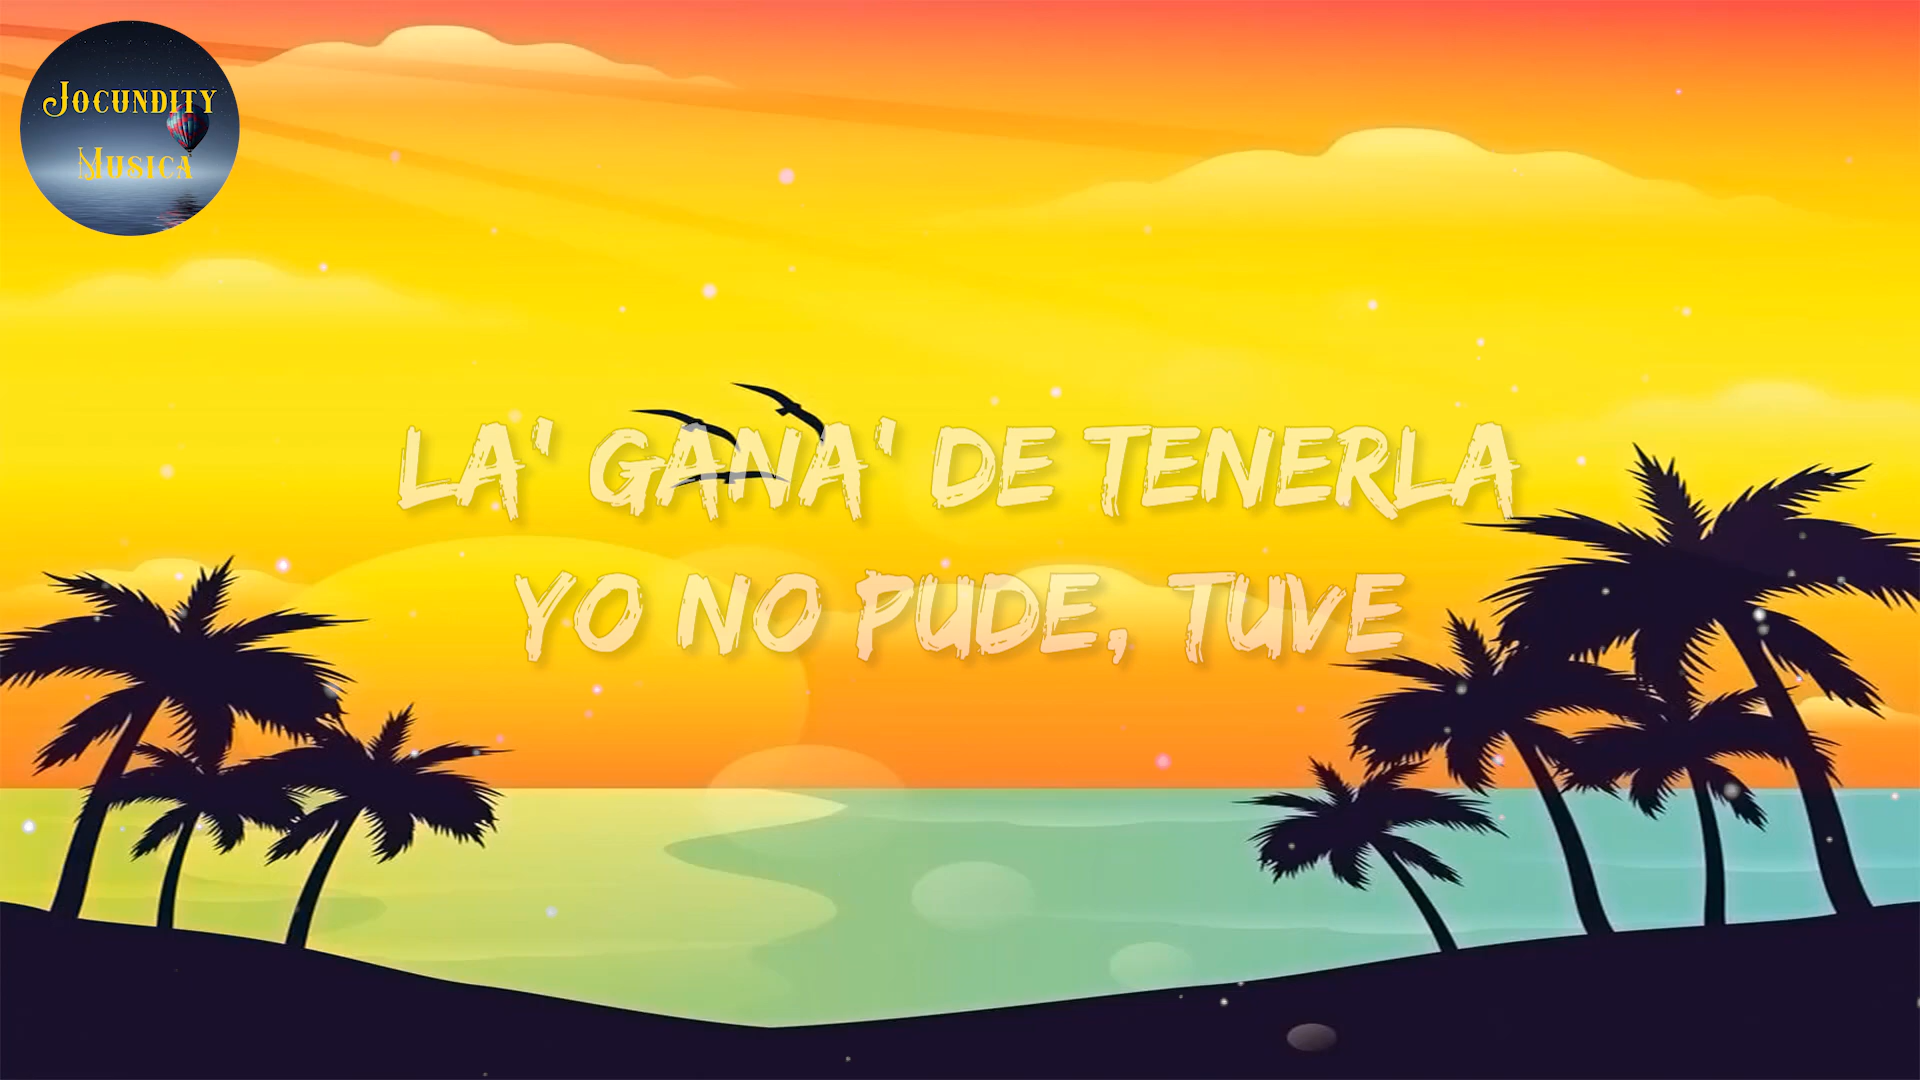 JOCUNDITY
MUSICA
LA' GANA' DE TENERLA
YO NO PUDE, TUVE